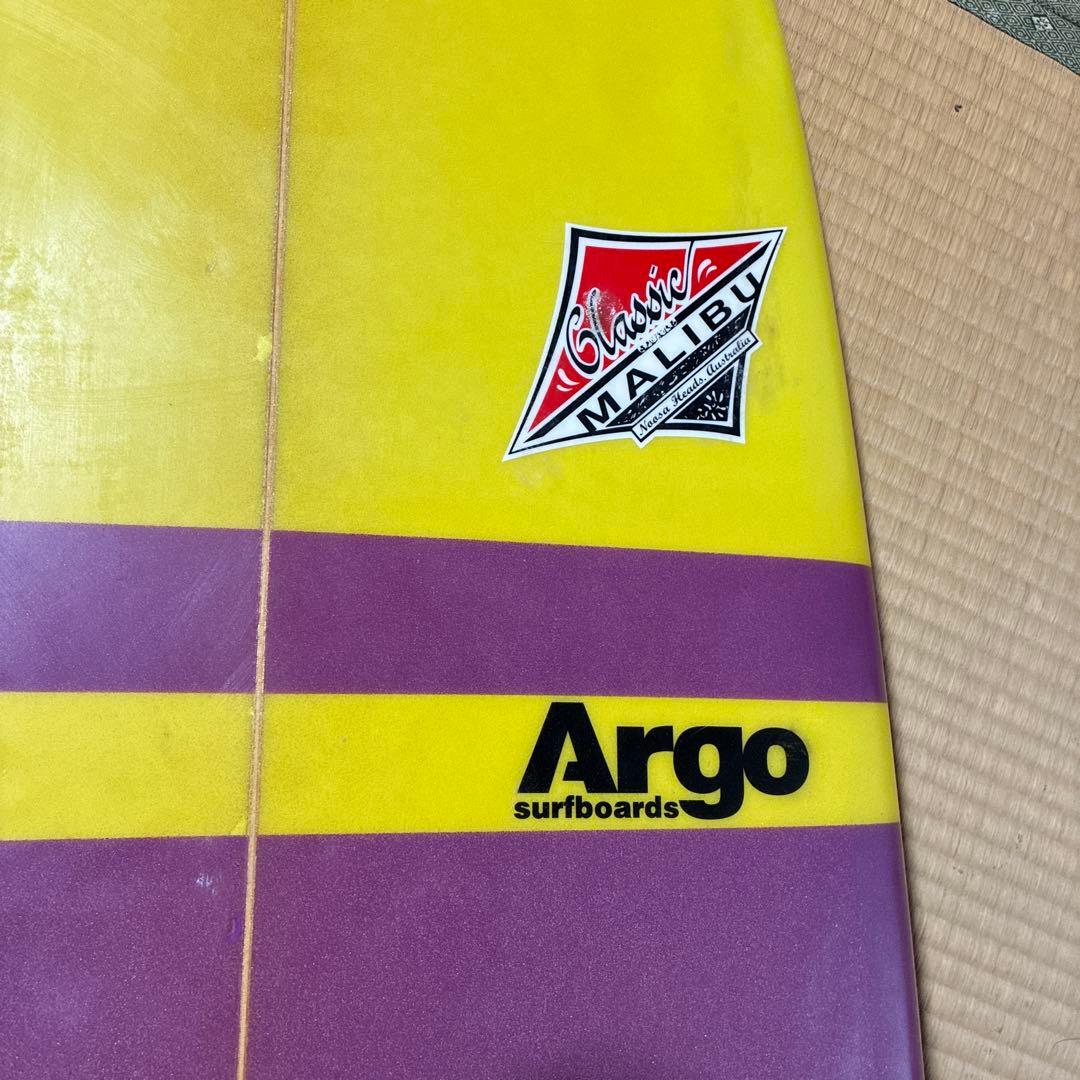 Classic
MALIBU
Noosa Heads. Australia
Argo
surfboards